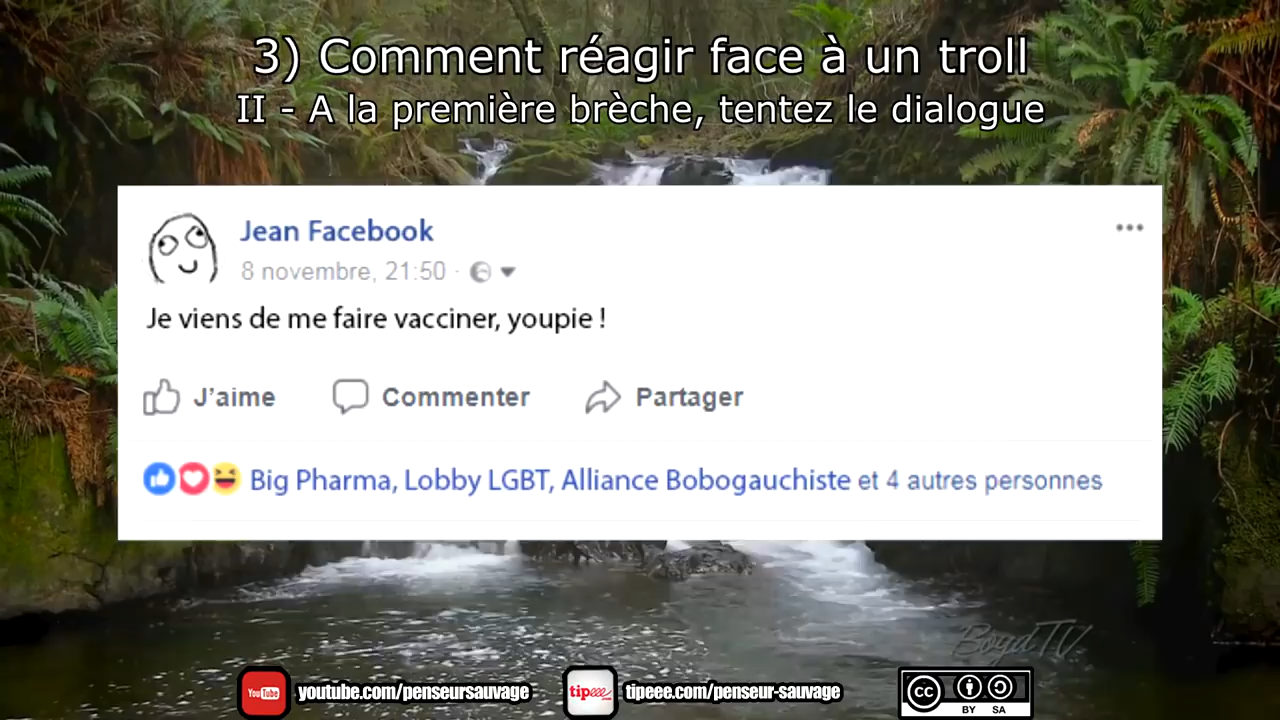 3) Comment réagir face à un troll
II - A la première brèche, tentez le dialogue
Jean Facebook
8 novembre, 21:50 ·
Je viens de me faire vacciner, youpie !
J'aime Commenter Partager
Big Pharma, Lobby LGBT, Alliance Bobogauchiste et 4 autres personnes
BoydTV
YouTube youtube.com/penseursauvage tipeee tipeee.com/penseur-sauvage cc BY SA